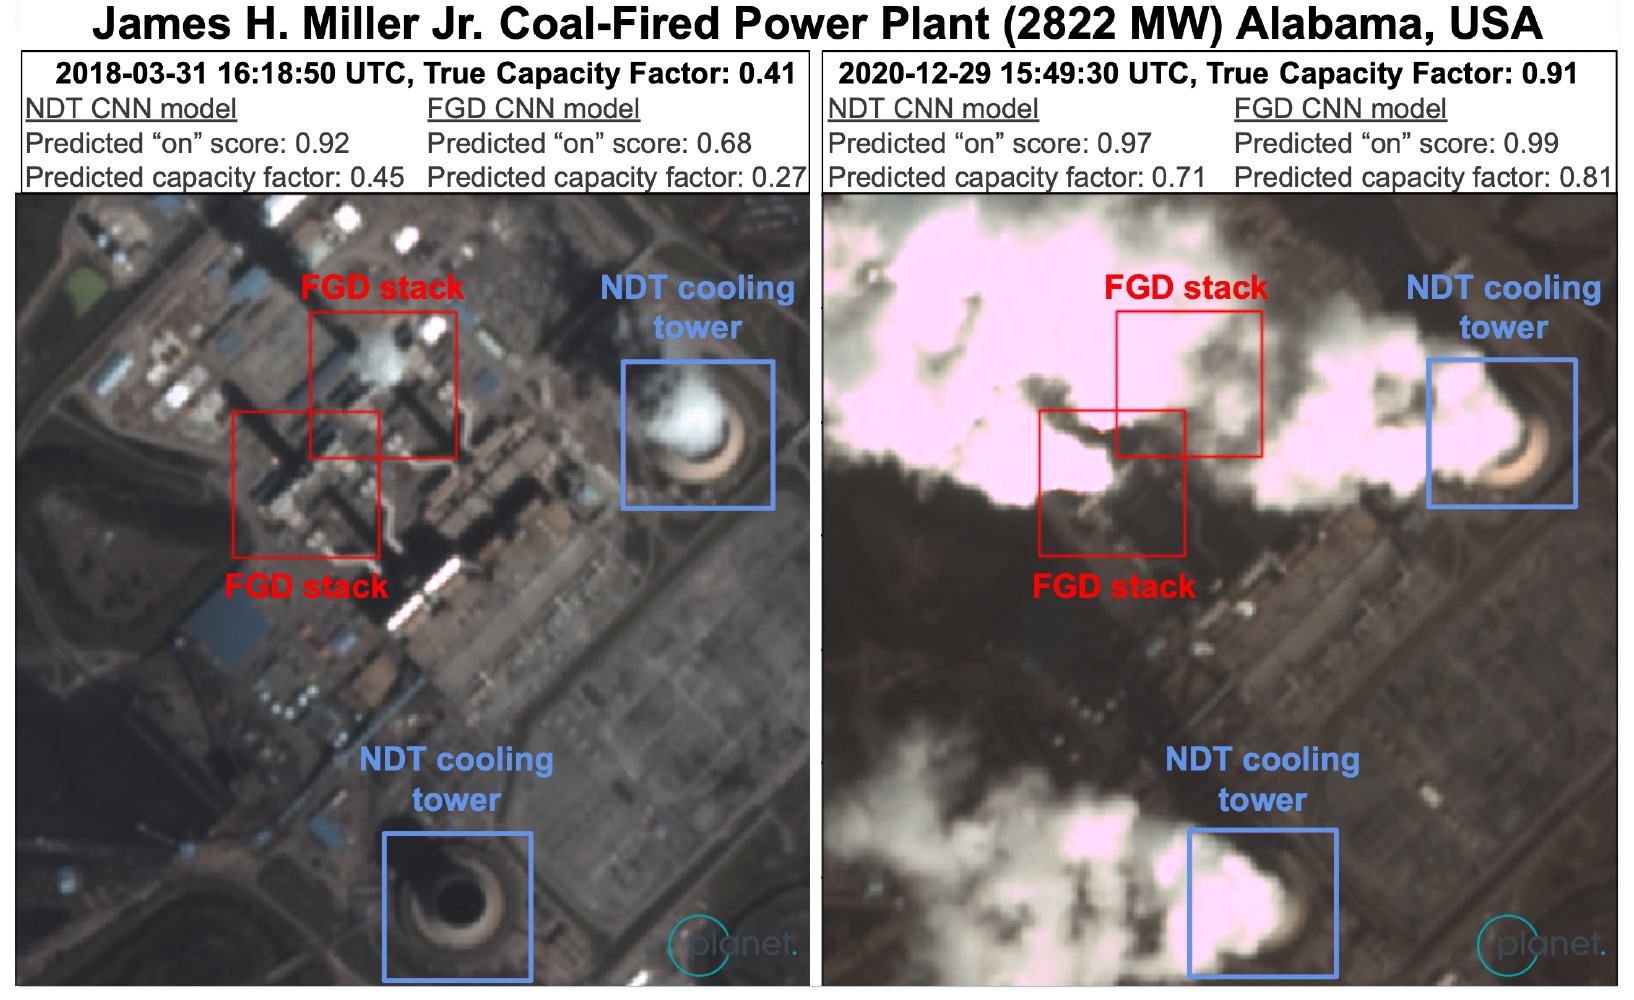 James H. Miller Jr. Coal-Fired Power Plant (2822 MW) Alabama, USA
2018-03-31 16:18:50 UTC, True Capacity Factor: 0.41
NDT CNN model
FGD CNN model
Predicted “on” score: 0.92
Predicted “on” score: 0.68
Predicted capacity factor: 0.45
Predicted capacity factor: 0.27
FGD stack
NDT cooling
tower
FGD stack
NDT cooling
tower
planet.
2020-12-29 15:49:30 UTC, True Capacity Factor: 0.91
NDT CNN model
FGD CNN model
Predicted “on” score: 0.97
Predicted “on” score: 0.99
Predicted capacity factor: 0.71
Predicted capacity factor: 0.81
FGD stack
NDT cooling
tower
FGD stack
NDT cooling
tower
planet.